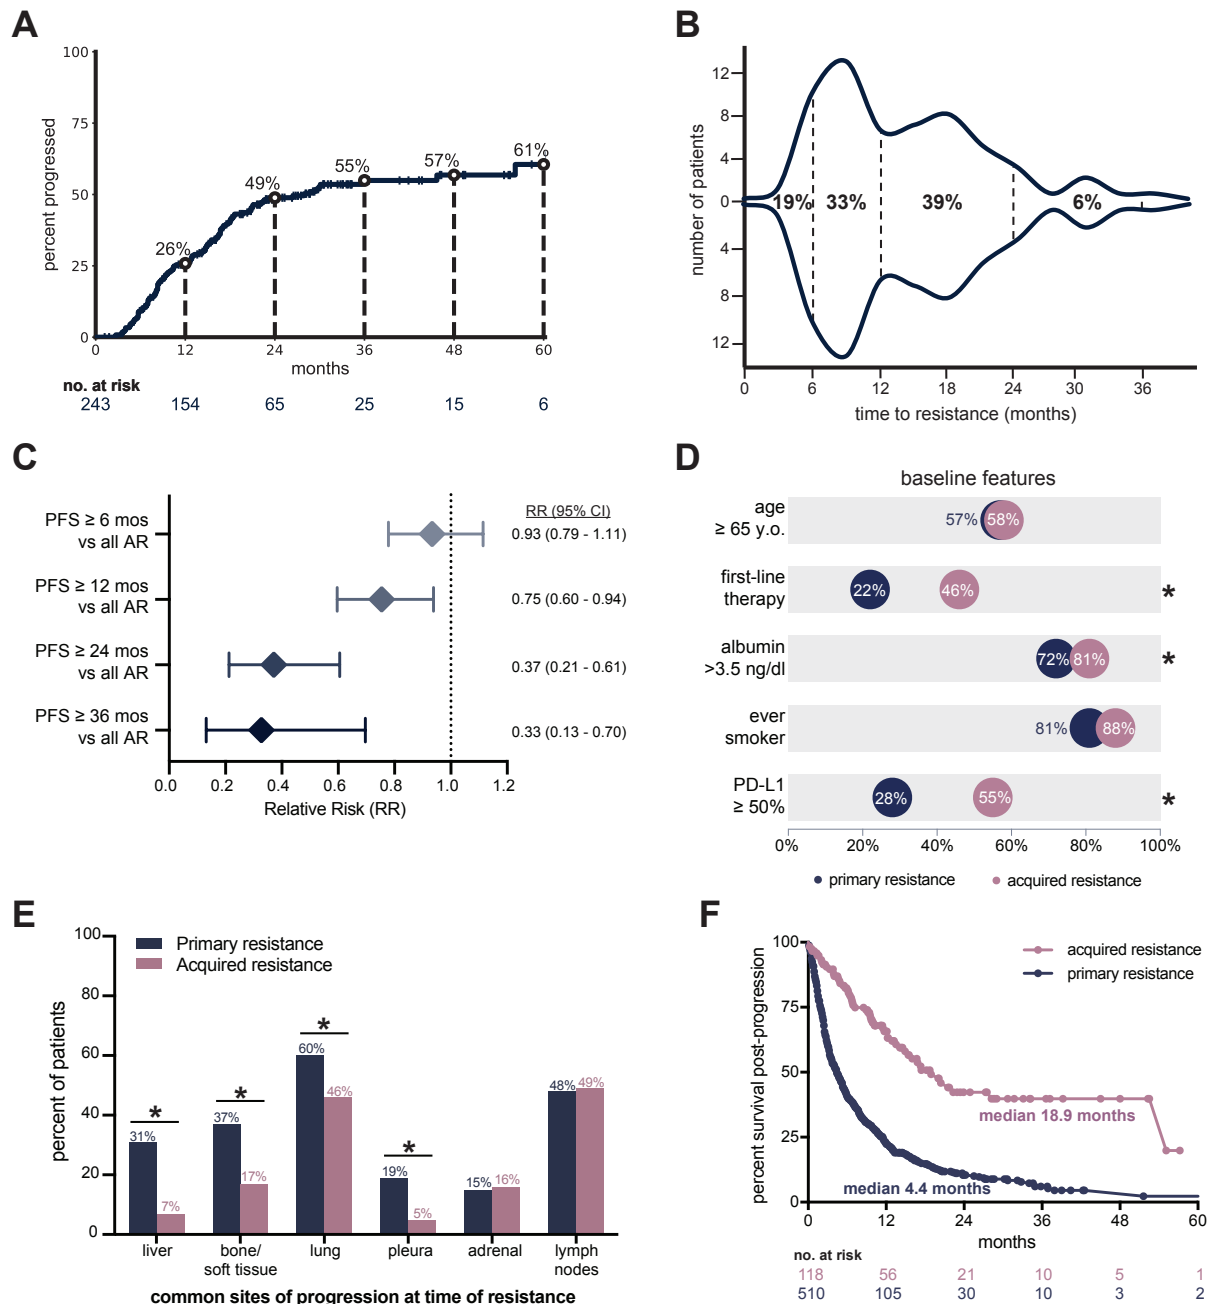 A
100
75
50
25
0
percent progressed
26%
49%
55%
57%
61%
0
12
24
36
48
60
months
no. at risk
243
154
65
25
15
6
B
12
8
4
0
4
8
12
number of patients
19%
33%
39%
6%
0
6
12
18
24
30
36
time to resistance (months)
C
RR (95% CI)
PFS ≥ 6 mos
vs all AR
0.93 (0.79 - 1.11)
PFS ≥ 12 mos
vs all AR
0.75 (0.60 - 0.94)
PFS ≥ 24 mos
vs all AR
0.37 (0.21 - 0.61)
PFS ≥ 36 mos
vs all AR
0.33 (0.13 - 0.70)
0.0
0.2
0.4
0.6
0.8
1.0
1.2
Relative Risk (RR)
D
baseline features
age
≥ 65 y.o.
57%
58%
first-line
therapy
22%
46%
*
albumin
>3.5 ng/dl
72%
81%
*
ever
smoker
81%
88%
PD-L1
≥ 50%
28%
55%
*
0%
20%
40%
60%
80%
100%
primary resistance
acquired resistance
E
100
80
60
40
20
0
percent of patients
Primary resistance
Acquired resistance
*
31%
7%
*
37%
17%
*
60%
46%
*
19%
5%
15%
16%
48%
49%
liver
bone/
soft tissue
lung
pleura
adrenal
lymph
nodes
common sites of progression at time of resistance
F
100
75
50
25
0
percent survival post-progression
acquired resistance
primary resistance
median 18.9 months
median 4.4 months
0
12
24
36
48
60
months
no. at risk
118
56
21
10
5
1
510
105
30
10
3
2